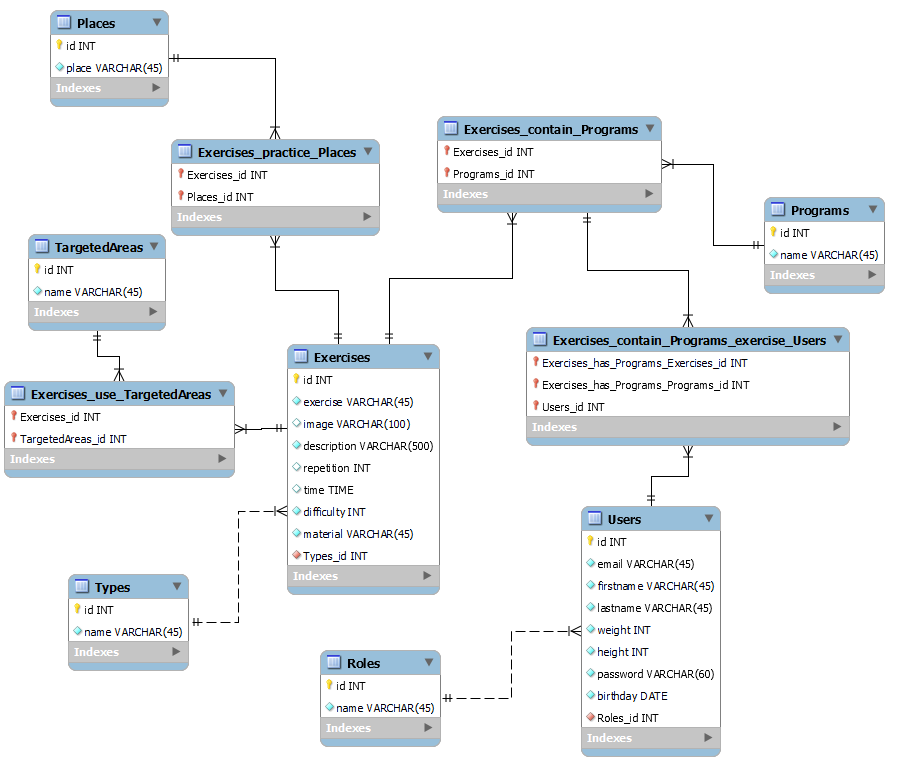 Places
id INT
place VARCHAR(45)
Indexes
Exercises_practice_Places
Exercises_id INT
Places_id INT
Indexes
Exercises_contain_Programs
Exercises_id INT
Programs_id INT
Indexes
Programs
id INT
name VARCHAR(45)
Indexes
TargetedAreas
id INT
name VARCHAR(45)
Indexes
Exercises_use_TargetedAreas
Exercises_id INT
TargetedAreas_id INT
Indexes
Exercises
id INT
exercise VARCHAR(45)
image VARCHAR(100)
description VARCHAR(500)
repetition INT
time TIME
difficulty INT
material VARCHAR(45)
Types_id INT
Indexes
Exercises_contain_Programs_exercise_Users
Exercises_has_Programs_Exercises_id INT
Exercises_has_Programs_Programs_id INT
Users_id INT
Indexes
Types
id INT
name VARCHAR(45)
Indexes
Roles
id INT
name VARCHAR(45)
Indexes
Users
id INT
email VARCHAR(45)
firstname VARCHAR(45)
lastname VARCHAR(45)
weight INT
height INT
password VARCHAR(60)
birthday DATE
Roles_id INT
Indexes